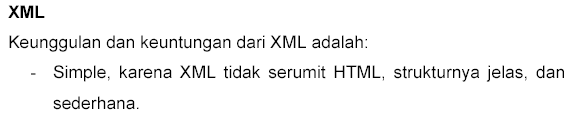 XML
Keunggulan dan keuntungan dari XML adalah:
- Simple, karena XML tidak serumit HTML, strukturnya jelas, dan
sederhana.